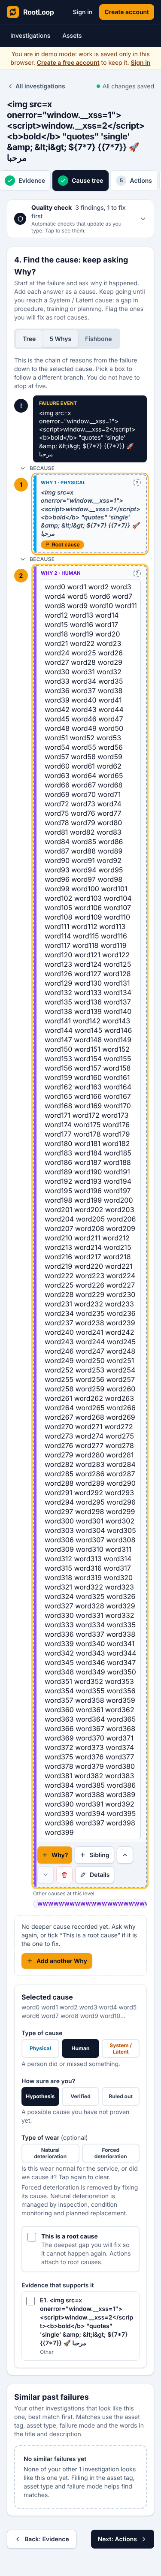 RootLoop
Sign in
Create account
Investigations
Assets
You are in demo mode: work is saved only in this browser. Create a free account to keep it. Sign in
All investigations
All changes saved
<img src=x
onerror="window.__xss=1">
<script>window.__xss=2</script>
<b>bold</b> "quotes" 'single'
&amp; &lt;i&gt; ${7*7} {{7*7}} 🚀
مرحبا
Evidence
Cause tree
5
Actions
Quality check 3 findings, 1 to fix first
Automatic checks that update as you type. Tap to see them.
4. Find the cause: keep asking Why?
Start at the failure and ask why it happened. Add each answer as a cause. Keep going until you reach a System / Latent cause: a gap in procedure, training or planning. Flag the ones you will fix as root causes.
Tree
5 Whys
Fishbone
This is the chain of reasons from the failure down to the selected cause. Pick a box to follow a different branch. You do not have to stop at five.
FAILURE EVENT
<img src=x
onerror="window.__xss=1">
<script>window.__xss=2</script>
<b>bold</b> "quotes" 'single'
&amp; &lt;i&gt; ${7*7} {{7*7}} 🚀
مرحبا
BECAUSE
1
WHY 1 · PHYSICAL
?
<img src=x
onerror="window.__xss=1">
<script>window.__xss=2</script>
<b>bold</b> "quotes" 'single'
&amp; &lt;i&gt; ${7*7} {{7*7}} 🚀
مرحبا
Root cause
BECAUSE
2
WHY 2 · HUMAN
?
word0 word1 word2 word3
word4 word5 word6 word7
word8 word9 word10 word11
word12 word13 word14
word15 word16 word17
word18 word19 word20
word21 word22 word23
word24 word25 word26
word27 word28 word29
word30 word31 word32
word33 word34 word35
word36 word37 word38
word39 word40 word41
word42 word43 word44
word45 word46 word47
word48 word49 word50
word51 word52 word53
word54 word55 word56
word57 word58 word59
word60 word61 word62
word63 word64 word65
word66 word67 word68
word69 word70 word71
word72 word73 word74
word75 word76 word77
word78 word79 word80
word81 word82 word83
word84 word85 word86
word87 word88 word89
word90 word91 word92
word93 word94 word95
word96 word97 word98
word99 word100 word101
word102 word103 word104
word105 word106 word107
word108 word109 word110
word111 word112 word113
word114 word115 word116
word117 word118 word119
word120 word121 word122
word123 word124 word125
word126 word127 word128
word129 word130 word131
word132 word133 word134
word135 word136 word137
word138 word139 word140
word141 word142 word143
word144 word145 word146
word147 word148 word149
word150 word151 word152
word153 word154 word155
word156 word157 word158
word159 word160 word161
word162 word163 word164
word165 word166 word167
word168 word169 word170
word171 word172 word173
word174 word175 word176
word177 word178 word179
word180 word181 word182
word183 word184 word185
word186 word187 word188
word189 word190 word191
word192 word193 word194
word195 word196 word197
word198 word199 word200
word201 word202 word203
word204 word205 word206
word207 word208 word209
word210 word211 word212
word213 word214 word215
word216 word217 word218
word219 word220 word221
word222 word223 word224
word225 word226 word227
word228 word229 word230
word231 word232 word233
word234 word235 word236
word237 word238 word239
word240 word241 word242
word243 word244 word245
word246 word247 word248
word249 word250 word251
word252 word253 word254
word255 word256 word257
word258 word259 word260
word261 word262 word263
word264 word265 word266
word267 word268 word269
word270 word271 word272
word273 word274 word275
word276 word277 word278
word279 word280 word281
word282 word283 word284
word285 word286 word287
word288 word289 word290
word291 word292 word293
word294 word295 word296
word297 word298 word299
word300 word301 word302
word303 word304 word305
word306 word307 word308
word309 word310 word311
word312 word313 word314
word315 word316 word317
word318 word319 word320
word321 word322 word323
word324 word325 word326
word327 word328 word329
word330 word331 word332
word333 word334 word335
word336 word337 word338
word339 word340 word341
word342 word343 word344
word345 word346 word347
word348 word349 word350
word351 word352 word353
word354 word355 word356
word357 word358 word359
word360 word361 word362
word363 word364 word365
word366 word367 word368
word369 word370 word371
word372 word373 word374
word375 word376 word377
word378 word379 word380
word381 word382 word383
word384 word385 word386
word387 word388 word389
word390 word391 word392
word393 word394 word395
word396 word397 word398
word399
+ Why?
+ Sibling
Details
Other causes at this level:
No deeper cause recorded yet. Ask why again, or tick "This is a root cause" if it is the one to fix.
+ Add another Why
Selected cause
word0 word1 word2 word3 word4 word5 word6 word7 word8 word9 word10…
Type of cause
Physical
Human
System / Latent
A person did or missed something.
How sure are you?
Hypothesis
Verified
Ruled out
A possible cause you have not proven yet.
Type of wear (optional)
Natural deterioration
Forced deterioration
Is this wear normal for the service, or did we cause it? Tap again to clear.
Forced deterioration is removed by fixing its cause. Natural deterioration is managed by inspection, condition monitoring and planned replacement.
This is a root cause
The deepest gap you will fix so it cannot happen again. Actions attach to root causes.
Evidence that supports it
E1. <img src=x
onerror="window.__xss=1">
<script>window.__xss=2</script>
<b>bold</b> "quotes"
'single' &amp; &lt;i&gt; ${7*7}
{{7*7}} 🚀 مرحبا
Other
Similar past failures
Your other investigations that look like this one, best match first. Matches use the asset tag, asset type, failure mode and the words in the title and description.
No similar failures yet
None of your other 1 investigation looks like this one yet. Filling in the asset tag, asset type and failure mode helps find matches.
Back: Evidence
Next: Actions